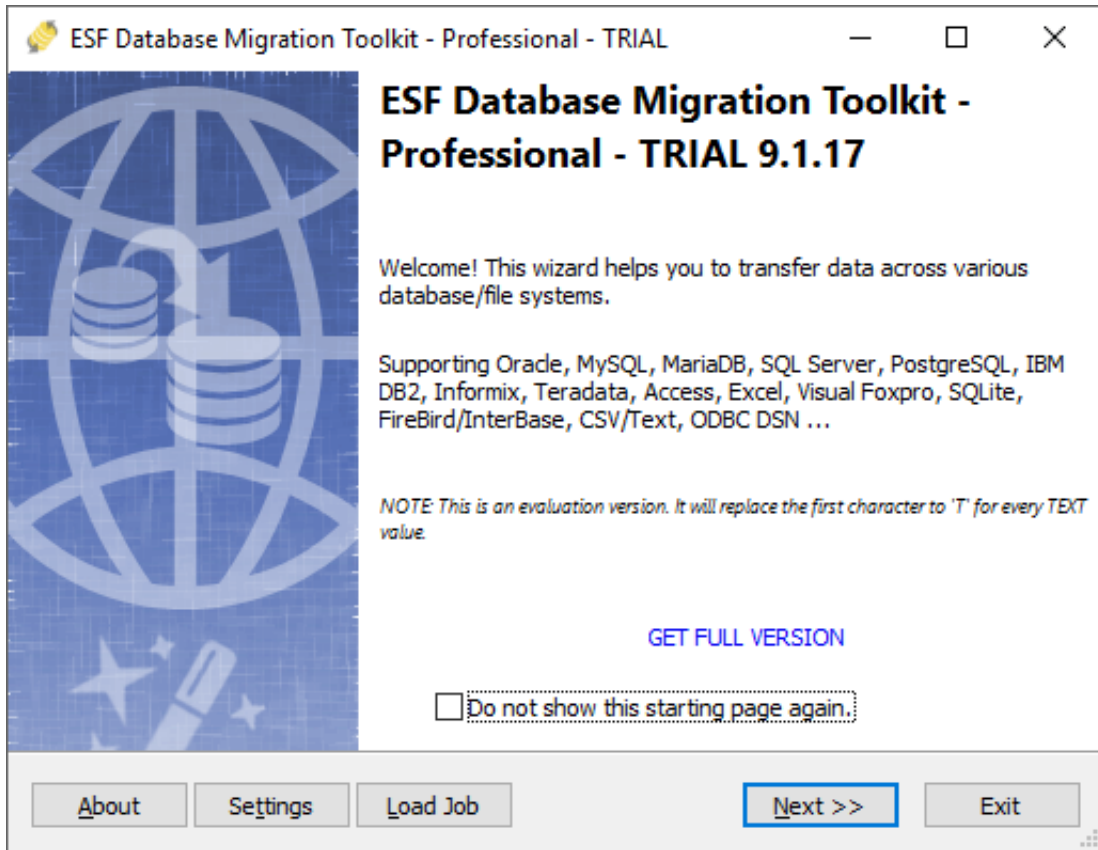 ESF Database Migration Toolkit - Professional - TRIAL
ESF Database Migration Toolkit -
Professional - TRIAL 9.1.17
Welcome! This wizard helps you to transfer data across various
database/file systems.
Supporting Oracle, MySQL, MariaDB, SQL Server, PostgreSQL, IBM
DB2, Informix, Teradata, Access, Excel, Visual Foxpro, SQLite,
FireBird/InterBase, CSV/Text, ODBC DSN ...
NOTE: This is an evaluation version. It will replace the first character to 'T' for every TEXT
value.
GET FULL VERSION
Do not show this starting page again.
About Settings Load Job Next >> Exit